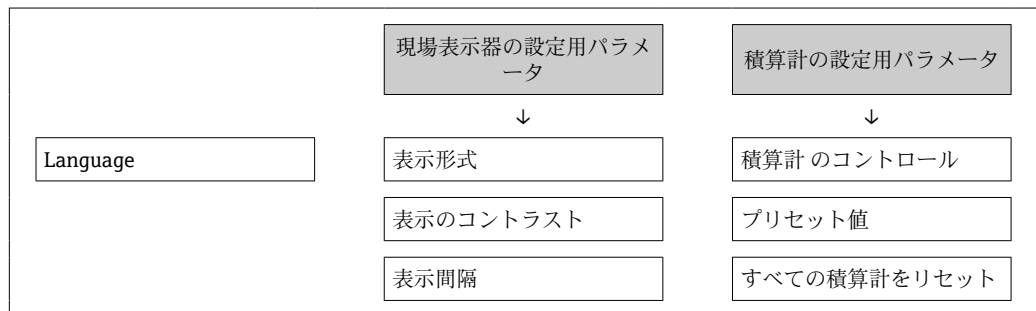 現場表示器の設定用パラメ
ータ
積算計の設定用パラメータ
↓ ↓
Language
表示形式
積算計 のコントロール
表示のコントラスト
プリセット値
表示間隔
すべての積算計をリセット